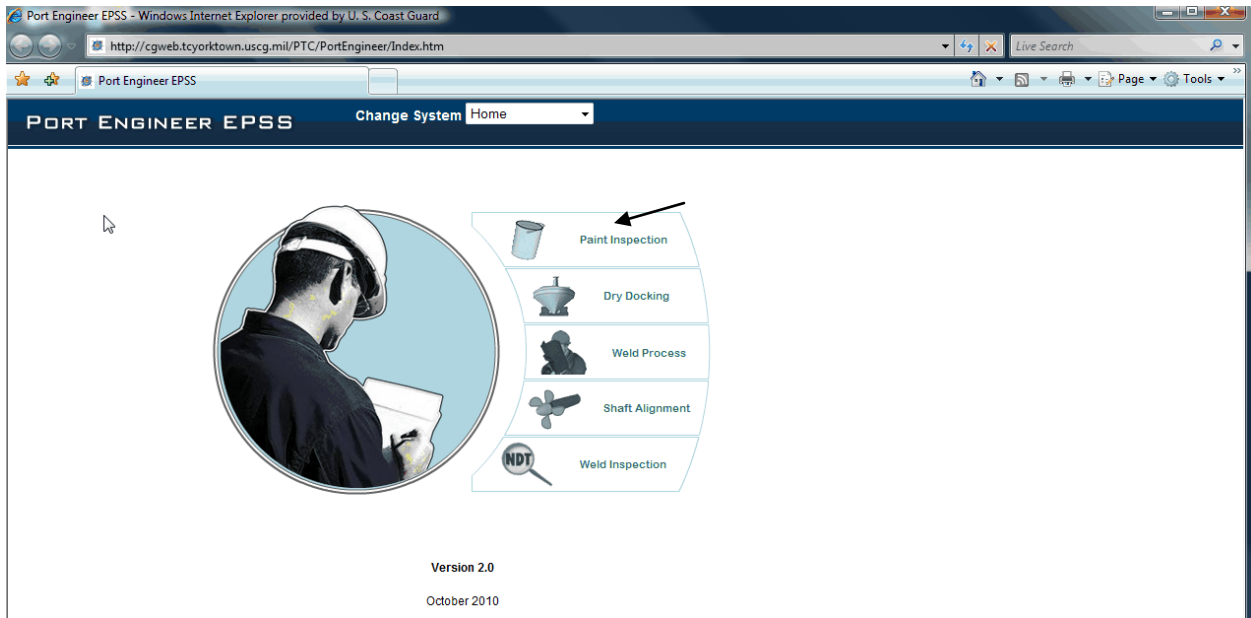 Port Engineer EPSS - Windows Internet Explorer provided by U. S. Coast Guard
http://cgweb.tcyorktown.uscg.mil/PTC/PortEngineer/Index.htm
Live Search
Port Engineer EPSS
Page
Tools
PORT ENGINEER EPSS
Change System Home
Paint Inspection
Dry Docking
Weld Process
Shaft Alignment
NDT
Weld Inspection
Version 2.0
October 2010